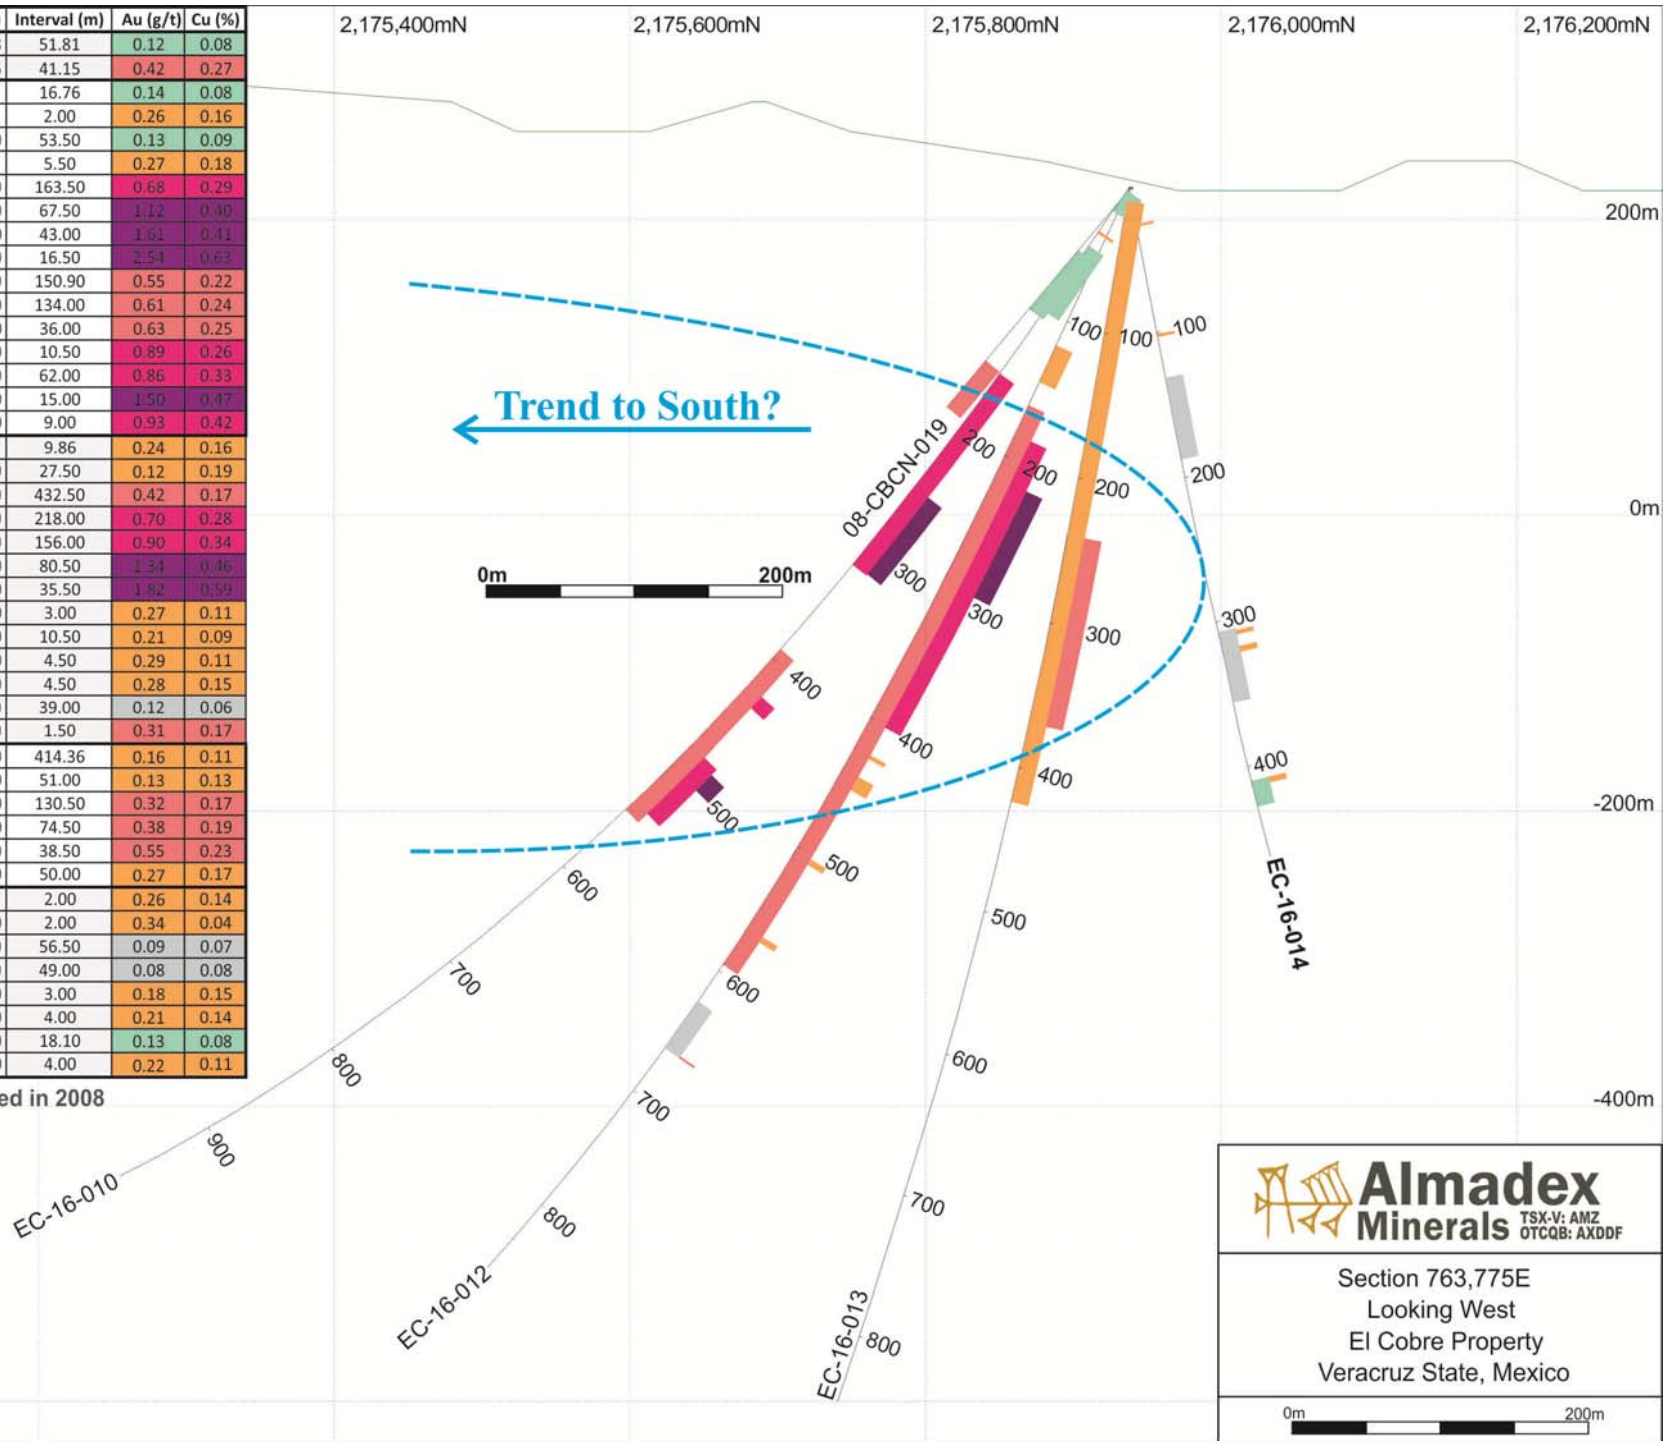 Interval (m) Au (g/t) Cu (%)
51.81 0.12 0.08
41.15 0.42 0.27
16.76 0.14 0.08
2.00 0.26 0.16
53.50 0.13 0.09
5.50 0.27 0.18
163.50 0.68 0.29
67.50 1.12 0.40
43.00 1.61 0.41
16.50 2.54 0.63
150.90 0.55 0.22
134.00 0.61 0.24
36.00 0.63 0.25
10.50 0.89 0.26
62.00 0.86 0.33
15.00 1.50 0.47
9.00 0.93 0.42
9.86 0.24 0.16
27.50 0.12 0.19
432.50 0.42 0.17
218.00 0.70 0.28
156.00 0.90 0.34
80.50 1.34 0.46
35.50 1.82 0.59
3.00 0.27 0.11
10.50 0.21 0.09
4.50 0.29 0.11
4.50 0.28 0.15
39.00 0.12 0.06
1.50 0.31 0.17
414.36 0.16 0.11
51.00 0.13 0.13
130.50 0.32 0.17
74.50 0.38 0.19
38.50 0.55 0.23
50.00 0.27 0.17
2.00 0.26 0.14
2.00 0.34 0.04
56.50 0.09 0.07
49.00 0.08 0.08
3.00 0.18 0.15
4.00 0.21 0.14
18.10 0.13 0.08
4.00 0.22 0.11
ed in 2008
2,175,400mN 2,175,600mN 2,175,800mN 2,176,000mN 2,176,200mN
200m
0m
-200m
-400m
Trend to South?
0m 200m
08-CBCN-019
200
300
400
500
600
700
800
900
EC-16-010
100
200
300
400
500
600
700
800
EC-16-012
100
200
300
400
500
600
700
800
EC-16-013
100
200
300
400
EC-16-014
Almadex
Minerals TSX-V: AMZ
OTCQB: AXDDF
Section 763,775E
Looking West
El Cobre Property
Veracruz State, Mexico
0m 200m